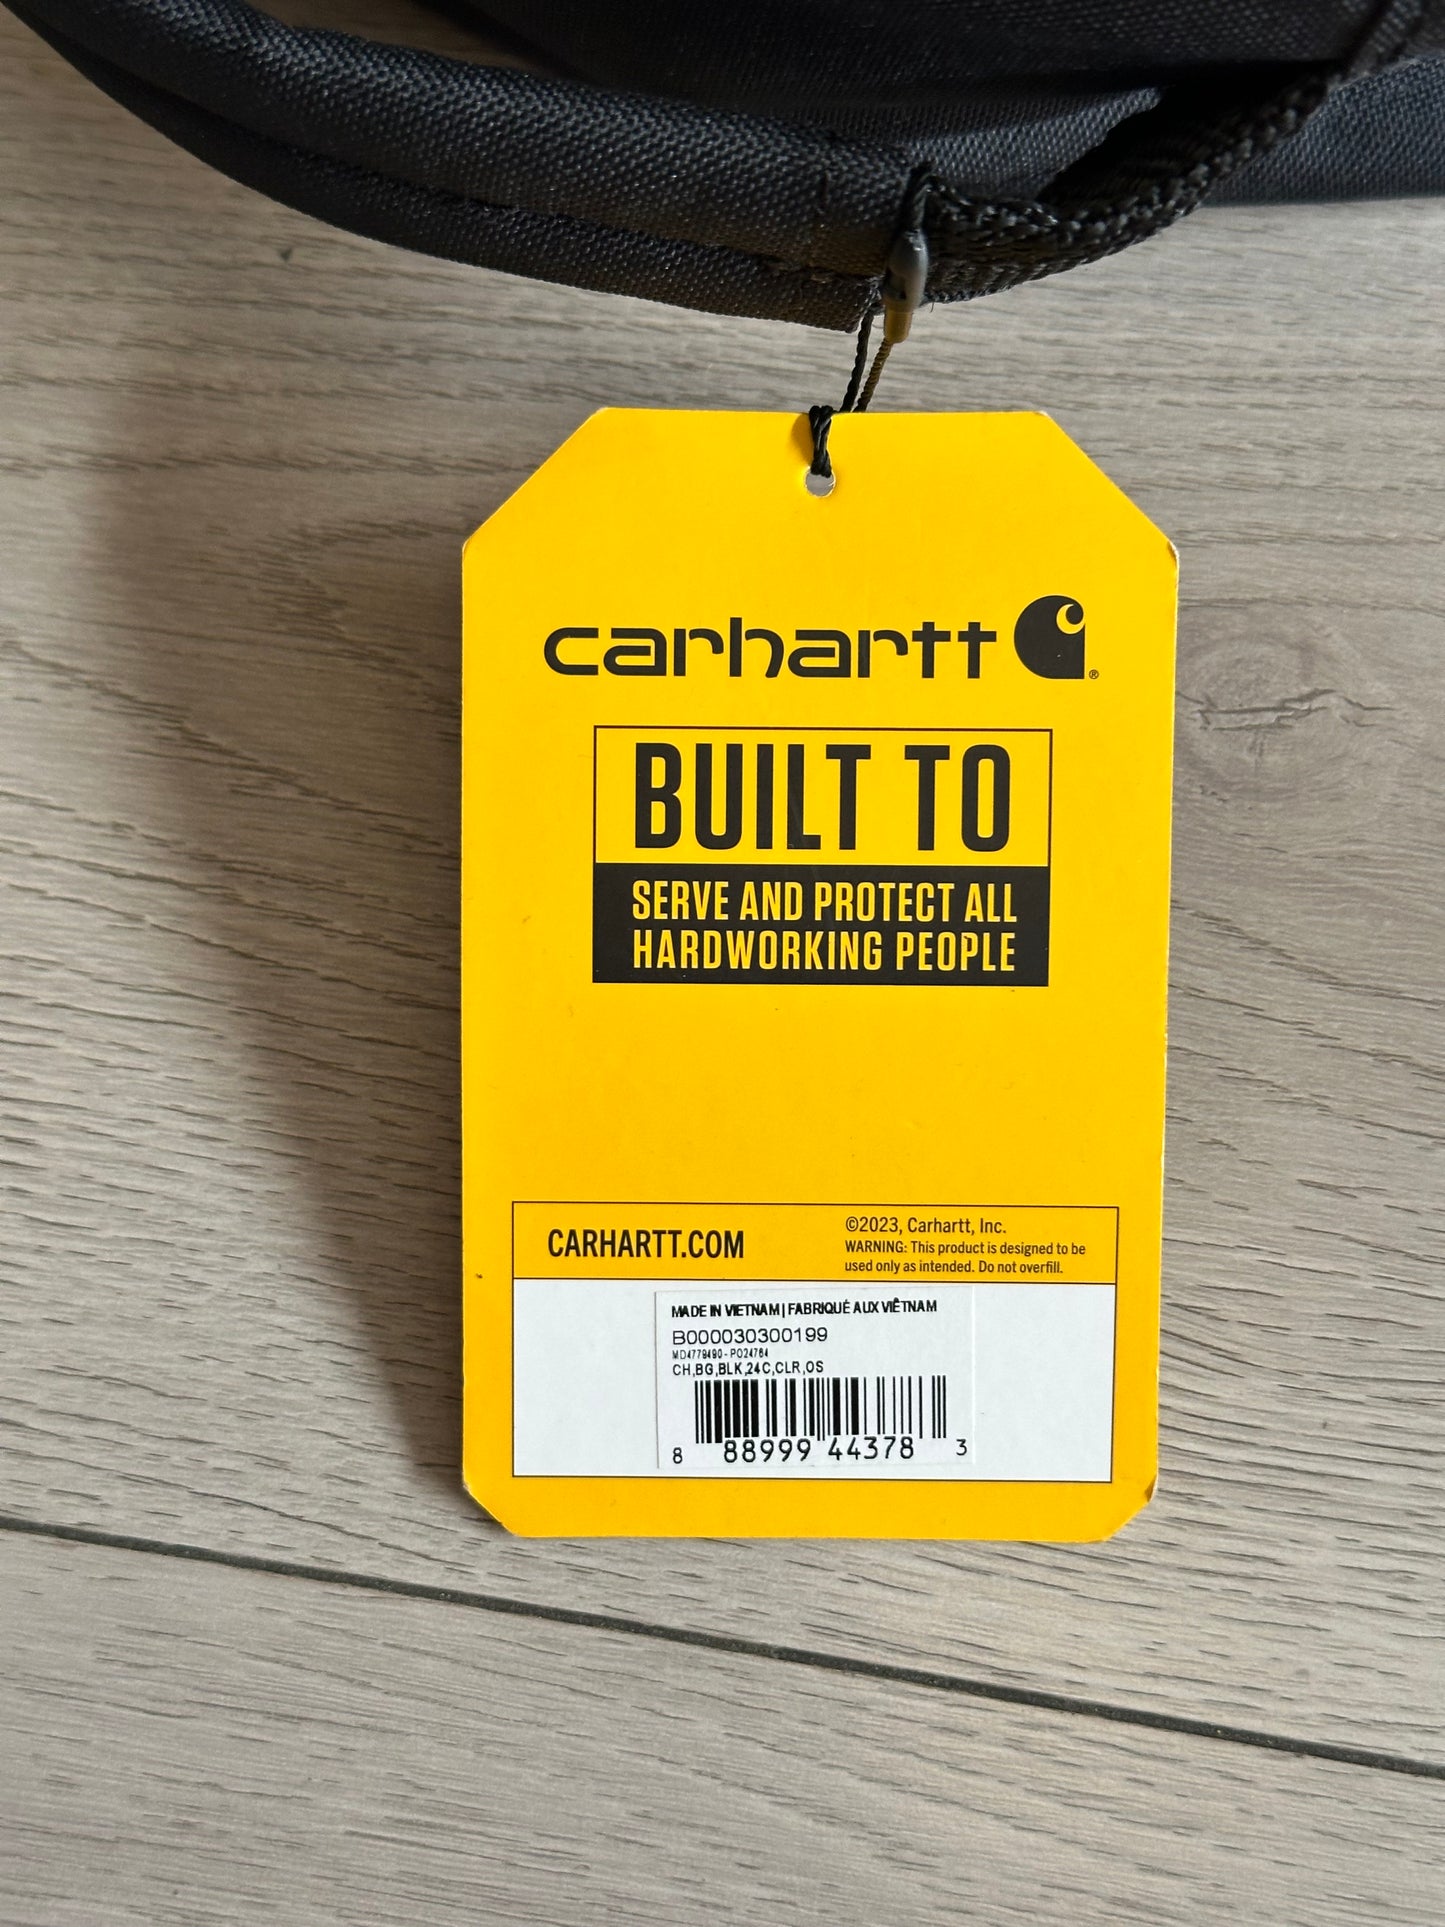 carhartt ®
BUILT TO
SERVE AND PROTECT ALL
HARDWORKING PEOPLE
CARHARTT.COM
©2023, Carhartt, Inc.
WARNING: This product is designed to be
used only as intended. Do not overfill.
MADE IN VIETNAM | FABRIQUÉ AUX VIÊTNAM
B000030300199
MD4779490 - PO24764
CH,BG,BLK,24C,CLR,OS
8 88999 44378 3